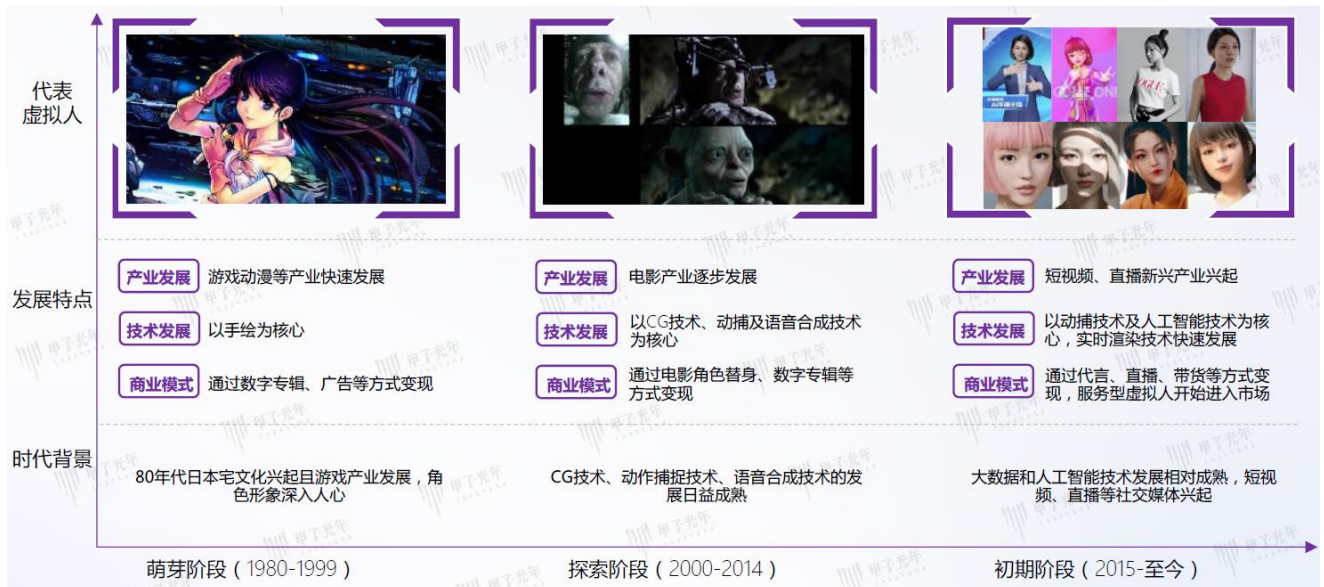 代表
虚拟人
AI手语主播
COME ONE
VOGUE
发展特点
产业发展
游戏动漫等产业快速发展
技术发展
以手绘为核心
商业模式
通过数字专辑、广告等方式变现
产业发展
电影产业逐步发展
技术发展
以CG技术、动捕及语音合成技术
为核心
商业模式
通过电影角色替身、数字专辑等
方式变现
产业发展
短视频、直播新兴产业兴起
技术发展
以动捕技术及人工智能技术为核
心，实时渲染技术快速发展
商业模式
通过代言、直播、带货等方式变
现，服务型虚拟人开始进入市场
时代背景
80年代日本宅文化兴起且游戏产业发展，角
色形象深入人心
CG技术、动作捕捉技术、语音合成技术的发
展日益成熟
大数据和人工智能技术发展相对成熟，短视
频、直播等社交媒体兴起
萌芽阶段（1980-1999）
探索阶段（2000-2014）
初期阶段（2015-至今）
甲子光年